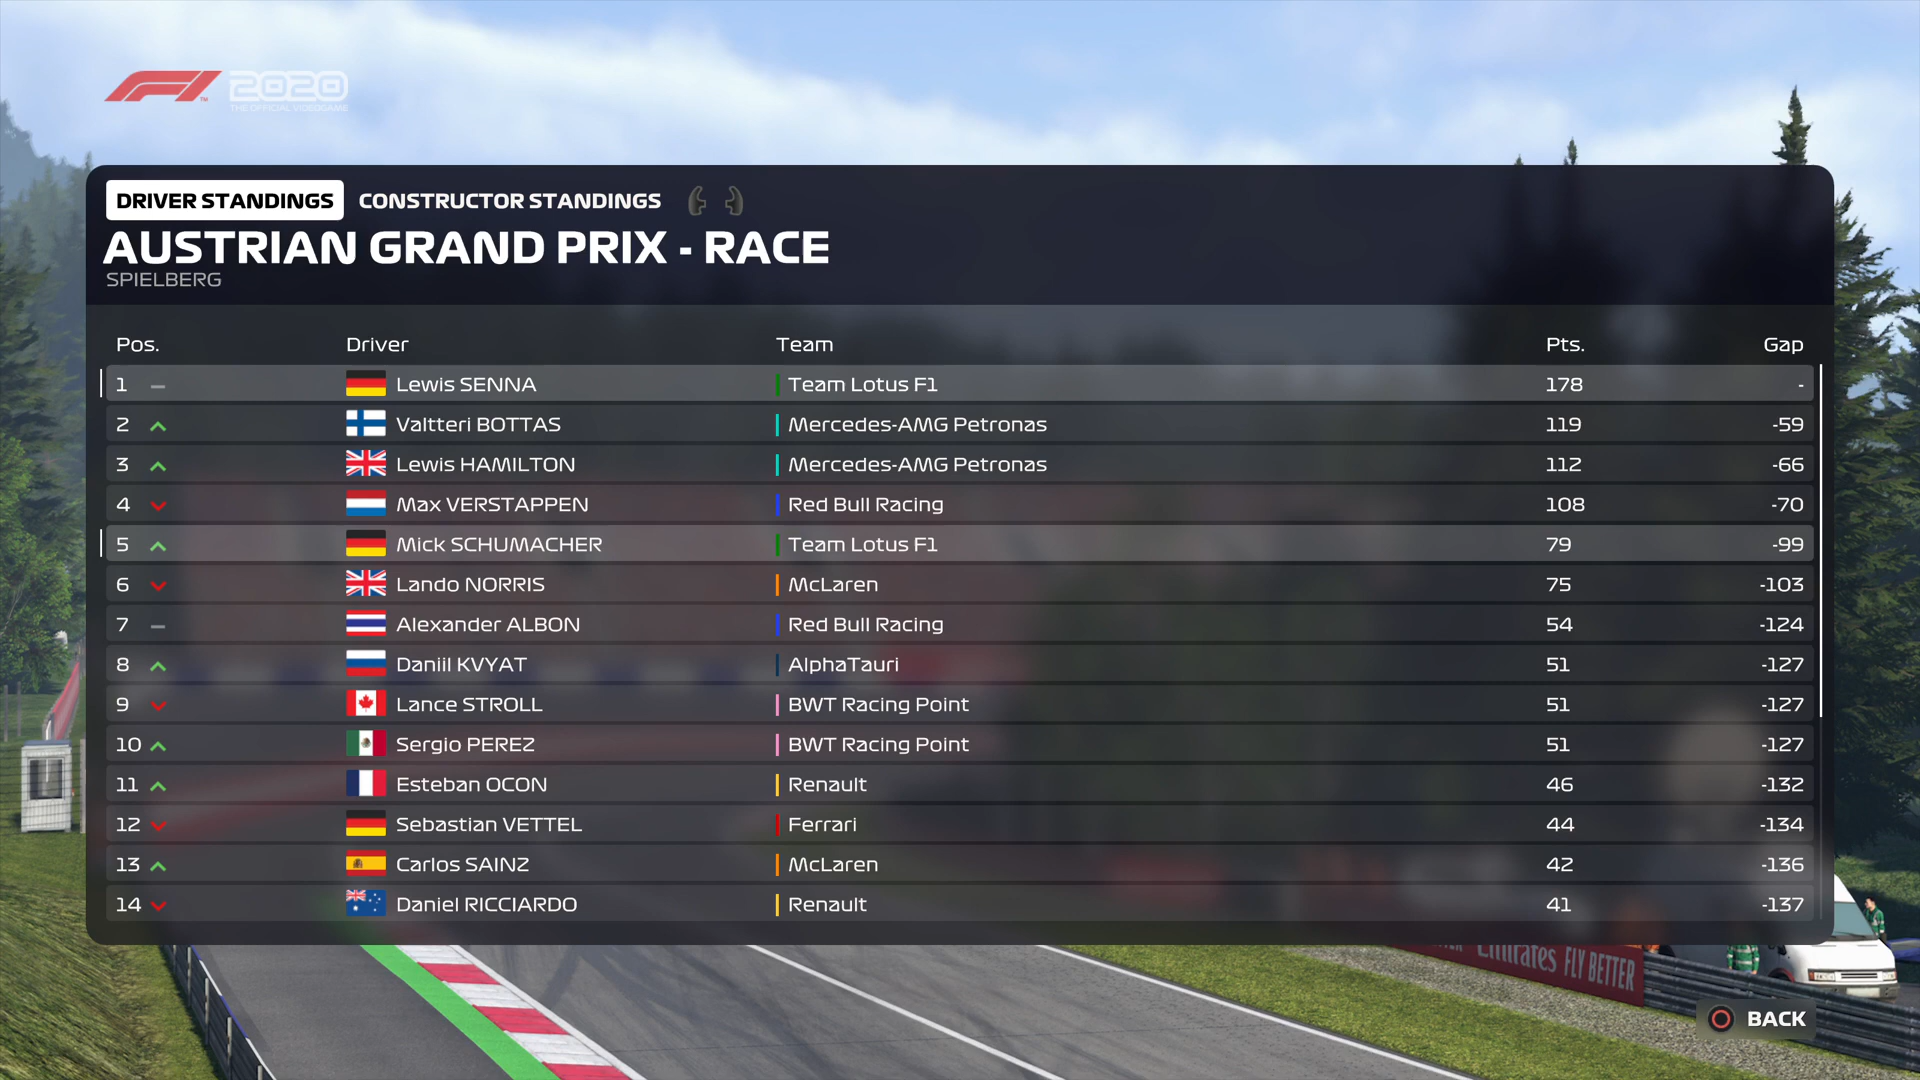 F1 2020
THE OFFICIAL VIDEOGAME
DRIVER STANDINGS CONSTRUCTOR STANDINGS
AUSTRIAN GRAND PRIX - RACE
SPIELBERG
Pos. Driver Team Pts. Gap
1 Lewis SENNA Team Lotus F1 178 -
2 Valtteri BOTTAS Mercedes-AMG Petronas 119 -59
3 Lewis HAMILTON Mercedes-AMG Petronas 112 -66
4 Max VERSTAPPEN Red Bull Racing 108 -70
5 Mick SCHUMACHER Team Lotus F1 79 -99
6 Lando NORRIS McLaren 75 -103
7 Alexander ALBON Red Bull Racing 54 -124
8 Daniil KVYAT AlphaTauri 51 -127
9 Lance STROLL BWT Racing Point 51 -127
10 Sergio PEREZ BWT Racing Point 51 -127
11 Esteban OCON Renault 46 -132
12 Sebastian VETTEL Ferrari 44 -134
13 Carlos SAINZ McLaren 42 -136
14 Daniel RICCIARDO Renault 41 -137
Emirates FLY BETTER
BACK